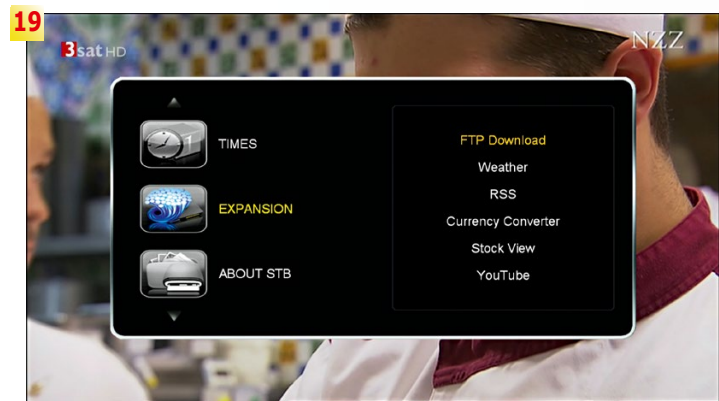 19
3sat HD
NZZ
TIMES
EXPANSION
ABOUT STB
FTP Download
Weather
RSS
Currency Converter
Stock View
YouTube